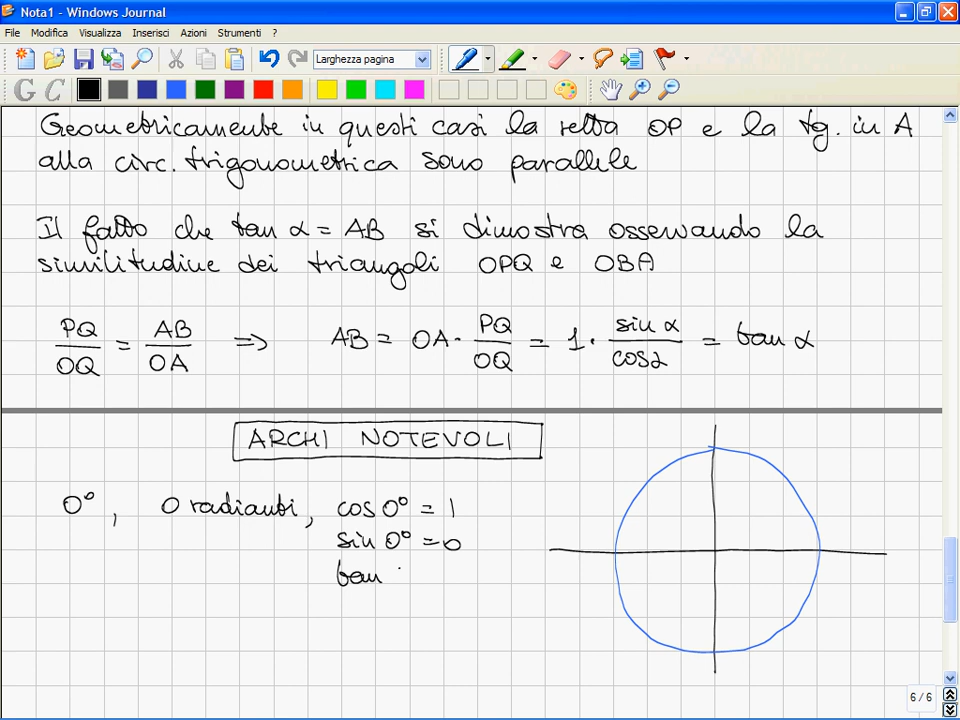 Nota1 - Windows Journal
File Modifica Visualizza Inserisci Azioni Strumenti ?
Larghezza pagina
G C
Geometricamente in questi casi la retta OP e la tg. in A
alla circ. trigonometrica sono parallele
Il fatto che tan α = AB si dimostra osservando la
similitudine dei triangoli OPQ e OBA
PQ/OQ = AB/OA ⇒ AB = OA · PQ/OQ = 1 · sin α/cos α = tan α
ARCHI NOTEVOLI
0°, 0 radianti, cos 0° = 1
sin 0° = 0
tan
6 / 6